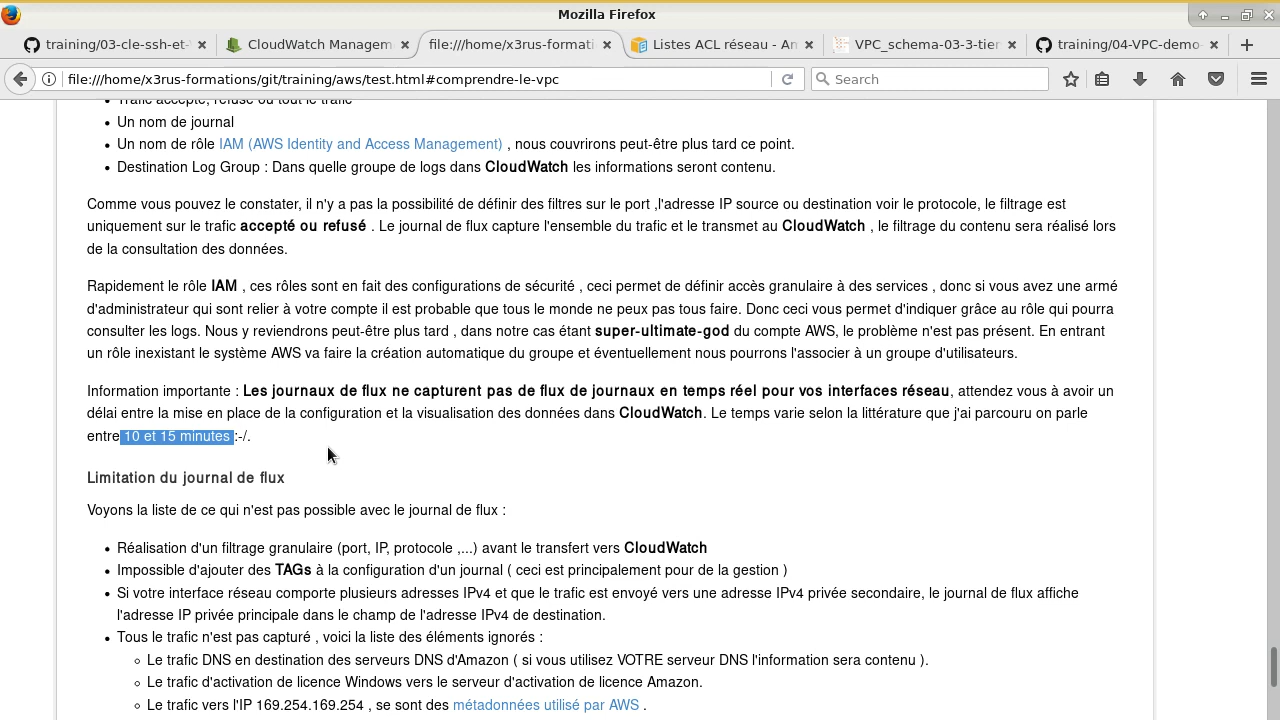 Mozilla Firefox
training/03-cle-ssh-et-
CloudWatch Managem
file:///home/x3rus-formati
Listes ACL réseau - An
VPC_schema-03-3-tier
training/04-VPC-demo-
file:///home/x3rus-formations/git/training/aws/test.html#comprendre-le-vpc
Search
Trafic accepté, refusé ou tout le trafic
Un nom de journal
Un nom de rôle IAM (AWS Identity and Access Management) , nous couvrirons peut-être plus tard ce point.
Destination Log Group : Dans quelle groupe de logs dans CloudWatch les informations seront contenu.
Comme vous pouvez le constater, il n'y a pas la possibilité de définir des filtres sur le port ,l'adresse IP source ou destination voir le protocole, le filtrage est
uniquement sur le trafic accepté ou refusé . Le journal de flux capture l'ensemble du trafic et le transmet au CloudWatch , le filtrage du contenu sera réalisé lors
de la consultation des données.
Rapidement le rôle IAM , ces rôles sont en fait des configurations de sécurité , ceci permet de définir accès granulaire à des services , donc si vous avez une armé
d'administrateur qui sont relier à votre compte il est probable que tous le monde ne peux pas tous faire. Donc ceci vous permet d'indiquer grâce au rôle qui pourra
consulter les logs. Nous y reviendrons peut-être plus tard , dans notre cas étant super-ultimate-god du compte AWS, le problème n'est pas présent. En entrant
un rôle inexistant le système AWS va faire la création automatique du groupe et éventuellement nous pourrons l'associer à un groupe d'utilisateurs.
Information importante : Les journaux de flux ne capturent pas de flux de journaux en temps réel pour vos interfaces réseau, attendez vous à avoir un
délai entre la mise en place de la configuration et la visualisation des données dans CloudWatch. Le temps varie selon la littérature que j'ai parcouru on parle
entre 10 et 15 minutes :-/.
Limitation du journal de flux
Voyons la liste de ce qui n'est pas possible avec le journal de flux :
Réalisation d'un filtrage granulaire (port, IP, protocole ,...) avant le transfert vers CloudWatch
Impossible d'ajouter des TAGs à la configuration d'un journal ( ceci est principalement pour de la gestion )
Si votre interface réseau comporte plusieurs adresses IPv4 et que le trafic est envoyé vers une adresse IPv4 privée secondaire, le journal de flux affiche
l'adresse IP privée principale dans le champ de l'adresse IPv4 de destination.
Tous le trafic n'est pas capturé , voici la liste des éléments ignorés :
Le trafic DNS en destination des serveurs DNS d'Amazon ( si vous utilisez VOTRE serveur DNS l'information sera contenu ).
Le trafic d'activation de licence Windows vers le serveur d'activation de licence Amazon.
Le trafic vers l'IP 169.254.169.254 , se sont des métadonnées utilisé par AWS .